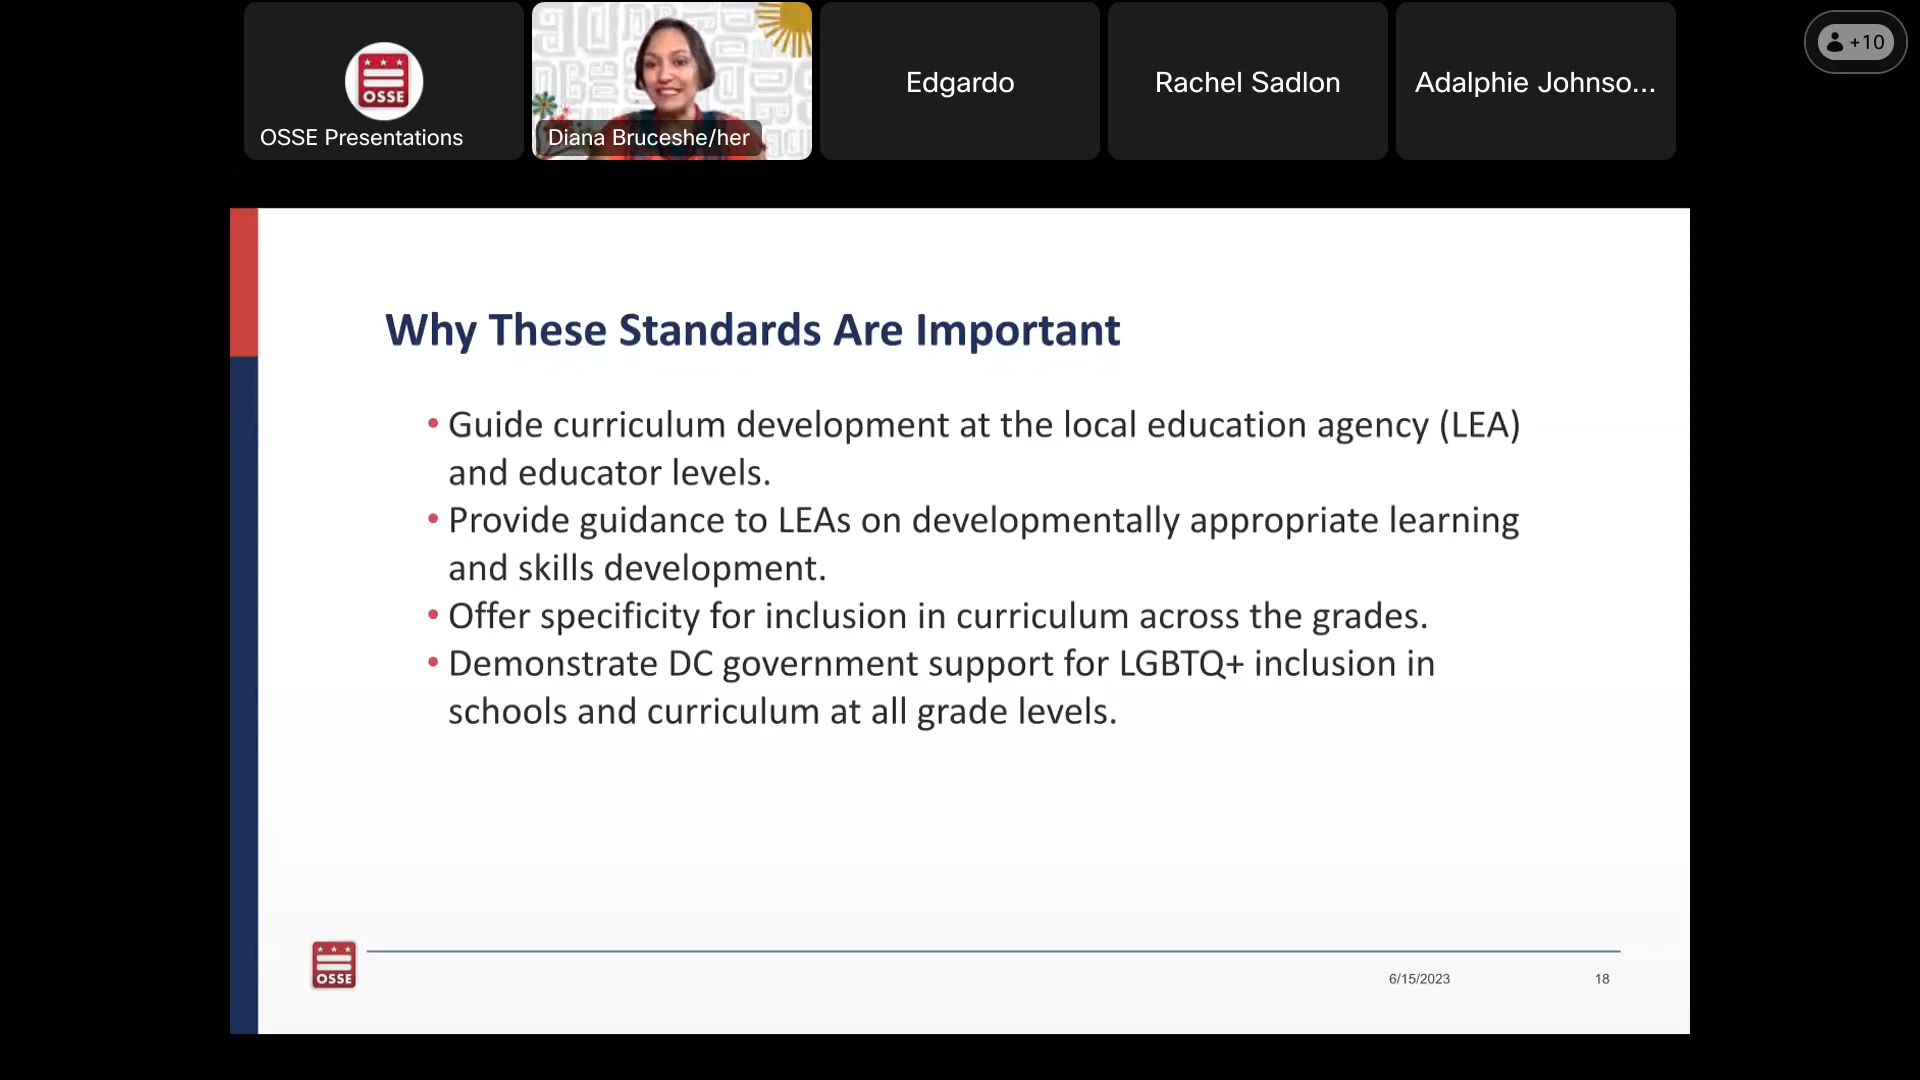 OSSE
OSSE Presentations
Diana Bruceshe/her
Edgardo
Rachel Sadlon
Adalphie Johnso...
+10
Why These Standards Are Important
• Guide curriculum development at the local education agency (LEA)
and educator levels.
• Provide guidance to LEAs on developmentally appropriate learning
and skills development.
• Offer specificity for inclusion in curriculum across the grades.
• Demonstrate DC government support for LGBTQ+ inclusion in
schools and curriculum at all grade levels.
OSSE
6/15/2023
18